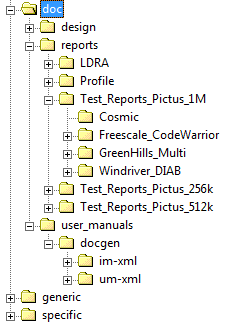 doc
design
reports
LDRA
Profile
Test_Reports_Pictus_1M
Cosmic
Freescale_CodeWarrior
GreenHills_Multi
Windriver_DIAB
Test_Reports_Pictus_256k
Test_Reports_Pictus_512k
user_manuals
docgen
im-xml
um-xml
generic
specific